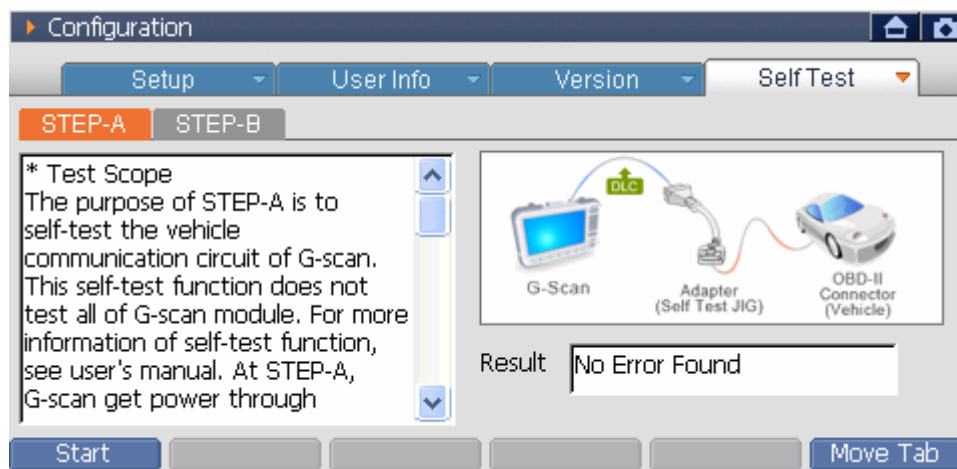 Configuration
Setup
User Info
Version
Self Test
STEP-A
STEP-B
* Test Scope
The purpose of STEP-A is to
self-test the vehicle
communication circuit of G-scan.
This self-test function does not
test all of G-scan module. For more
information of self-test function,
see user's manual. At STEP-A,
G-scan get power through
DLC
G-Scan
Adapter
(Self Test JIG)
OBD-II
Connector
(Vehicle)
Result
No Error Found
Start
Move Tab